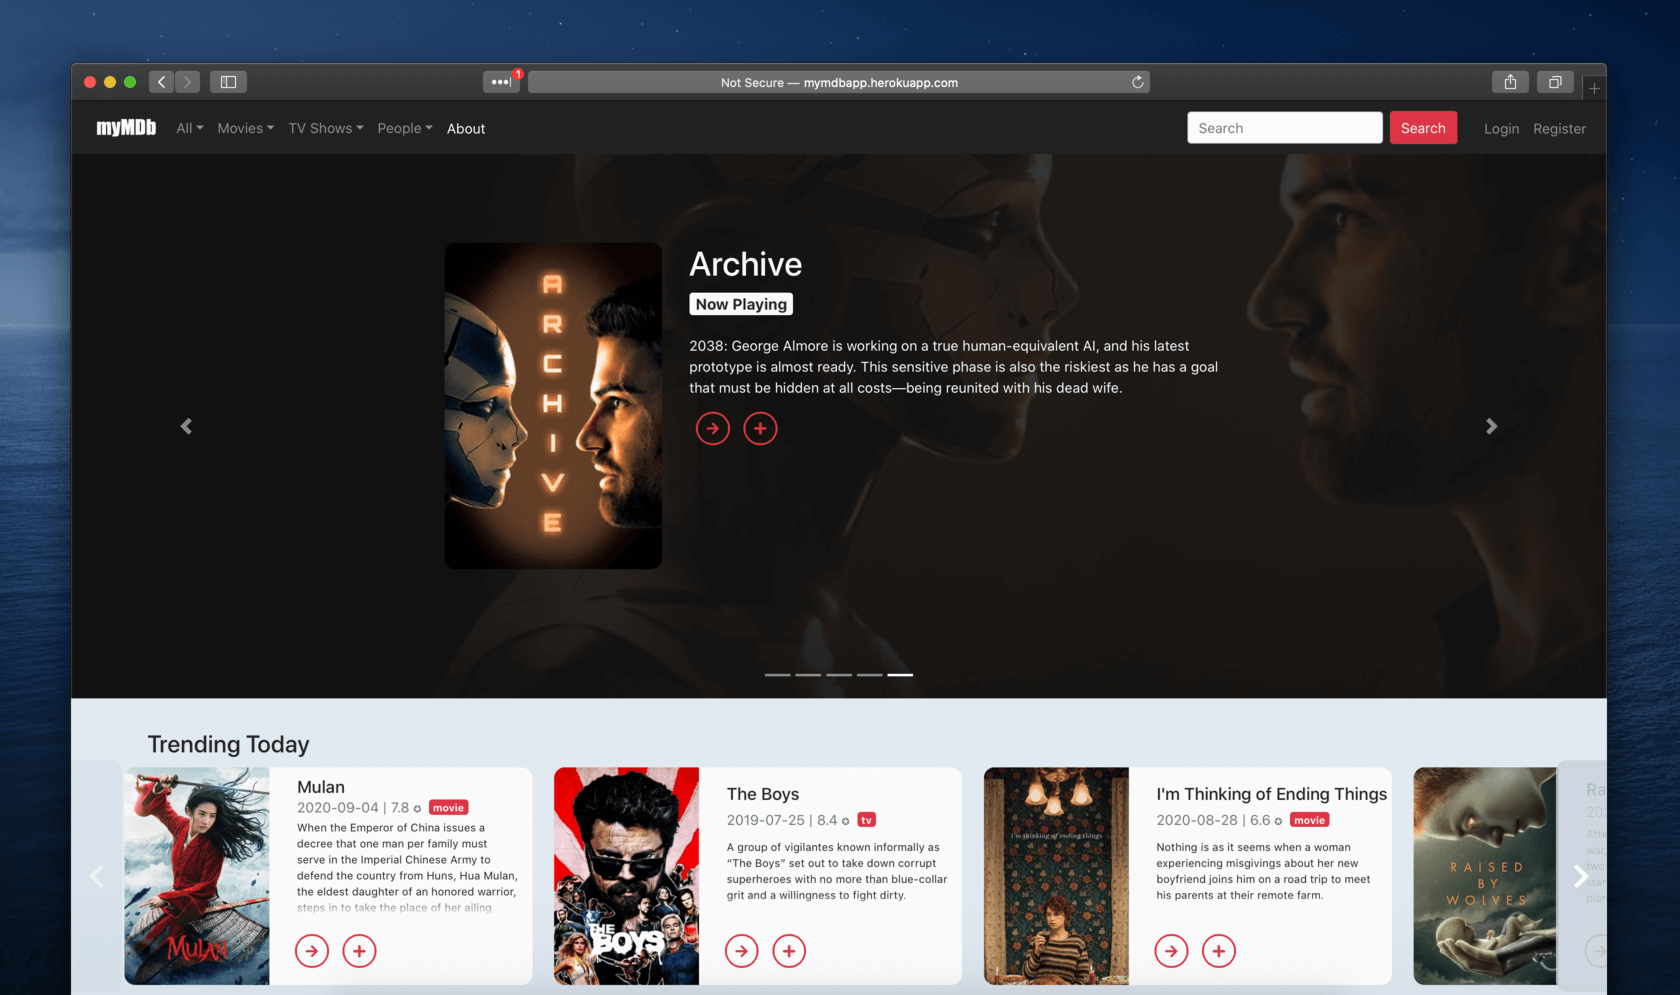 1
Not Secure — mymdbapp.herokuapp.com
myMDb All Movies TV Shows People About Search Search Login Register
ARCHIVE
Archive
Now Playing
2038: George Almore is working on a true human-equivalent AI, and his latest
prototype is almost ready. This sensitive phase is also the riskiest as he has a goal
that must be hidden at all costs—being reunited with his dead wife.
Trending Today
MULAN
Mulan
2020-09-04 | 7.8 movie
When the Emperor of China issues a
decree that one man per family must
serve in the Imperial Chinese Army to
defend the country from Huns, Hua Mulan,
the eldest daughter of an honored warrior,
steps in to take the place of her ailing
THE
BOYS
The Boys
2019-07-25 | 8.4 tv
A group of vigilantes known informally as
“The Boys” set out to take down corrupt
superheroes with no more than blue-collar
grit and a willingness to fight dirty.
i'm thinking of ending things
I'm Thinking of Ending Things
2020-08-28 | 6.6 movie
Nothing is as it seems when a woman
experiencing misgivings about her new
boyfriend joins him on a road trip to meet
his parents at their remote farm.
RAISED
BY
WOLVES
Ra
202
Afte
war,
two
star
plan